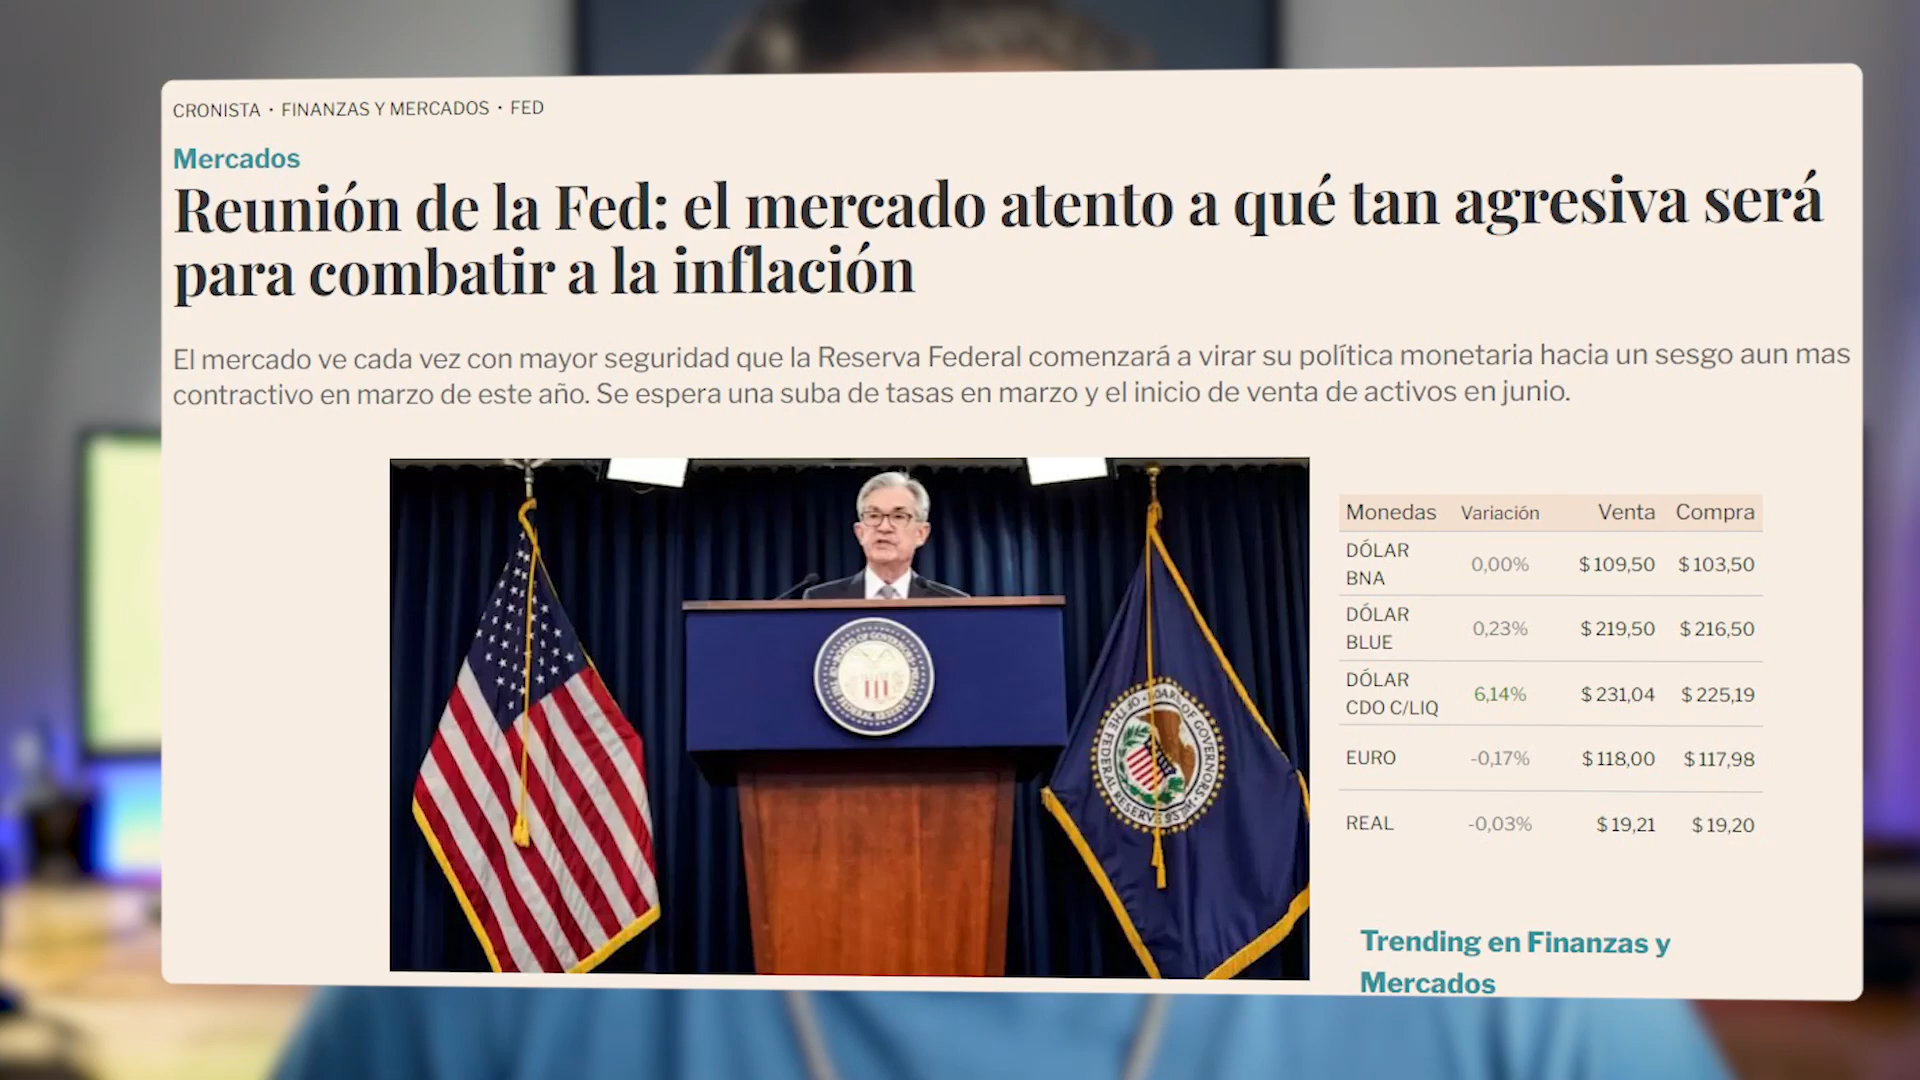 CRONISTA · FINANZAS Y MERCADOS · FED
Mercados
Reunión de la Fed: el mercado atento a qué tan agresiva será
para combatir a la inflación
El mercado ve cada vez con mayor seguridad que la Reserva Federal comenzará a virar su política monetaria hacia un sesgo aun mas
contractivo en marzo de este año. Se espera una suba de tasas en marzo y el inicio de venta de activos en junio.
Monedas Variación Venta Compra
DÓLAR
BNA 0,00% $ 109,50 $ 103,50
DÓLAR
BLUE 0,23% $ 219,50 $ 216,50
DÓLAR
CDO C/LIQ 6,14% $ 231,04 $ 225,19
EURO -0,17% $ 118,00 $ 117,98
REAL -0,03% $ 19,21 $ 19,20
Trending en Finanzas y
Mercados